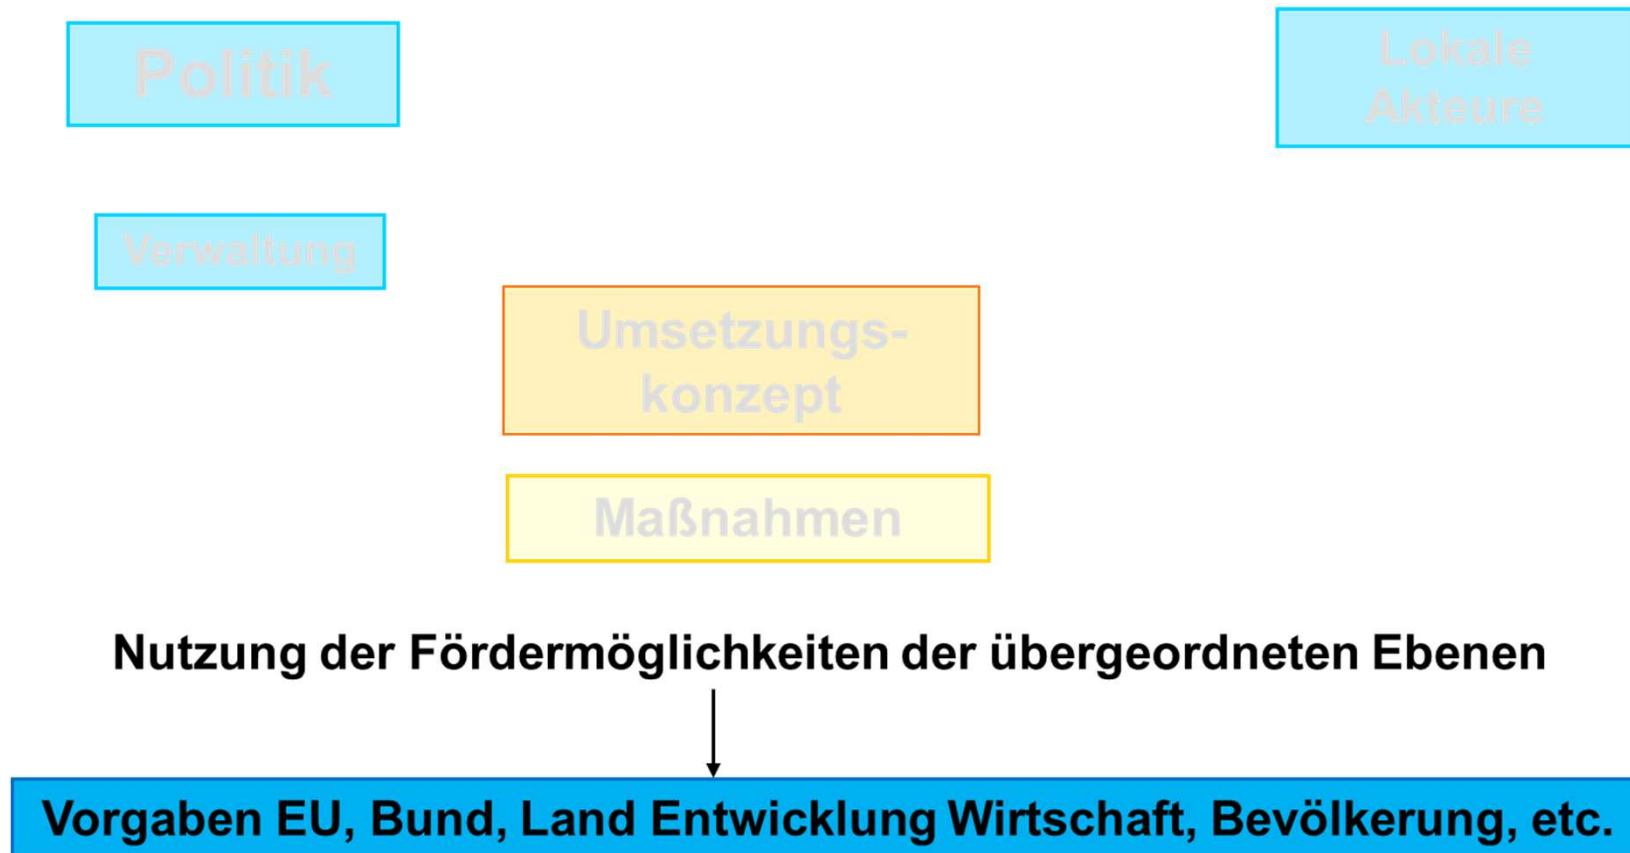 Politik
Lokale
Akteure
Verwaltung
Umsetzungs-
konzept
Maßnahmen
Nutzung der Fördermöglichkeiten der übergeordneten Ebenen
Vorgaben EU, Bund, Land Entwicklung Wirtschaft, Bevölkerung, etc.